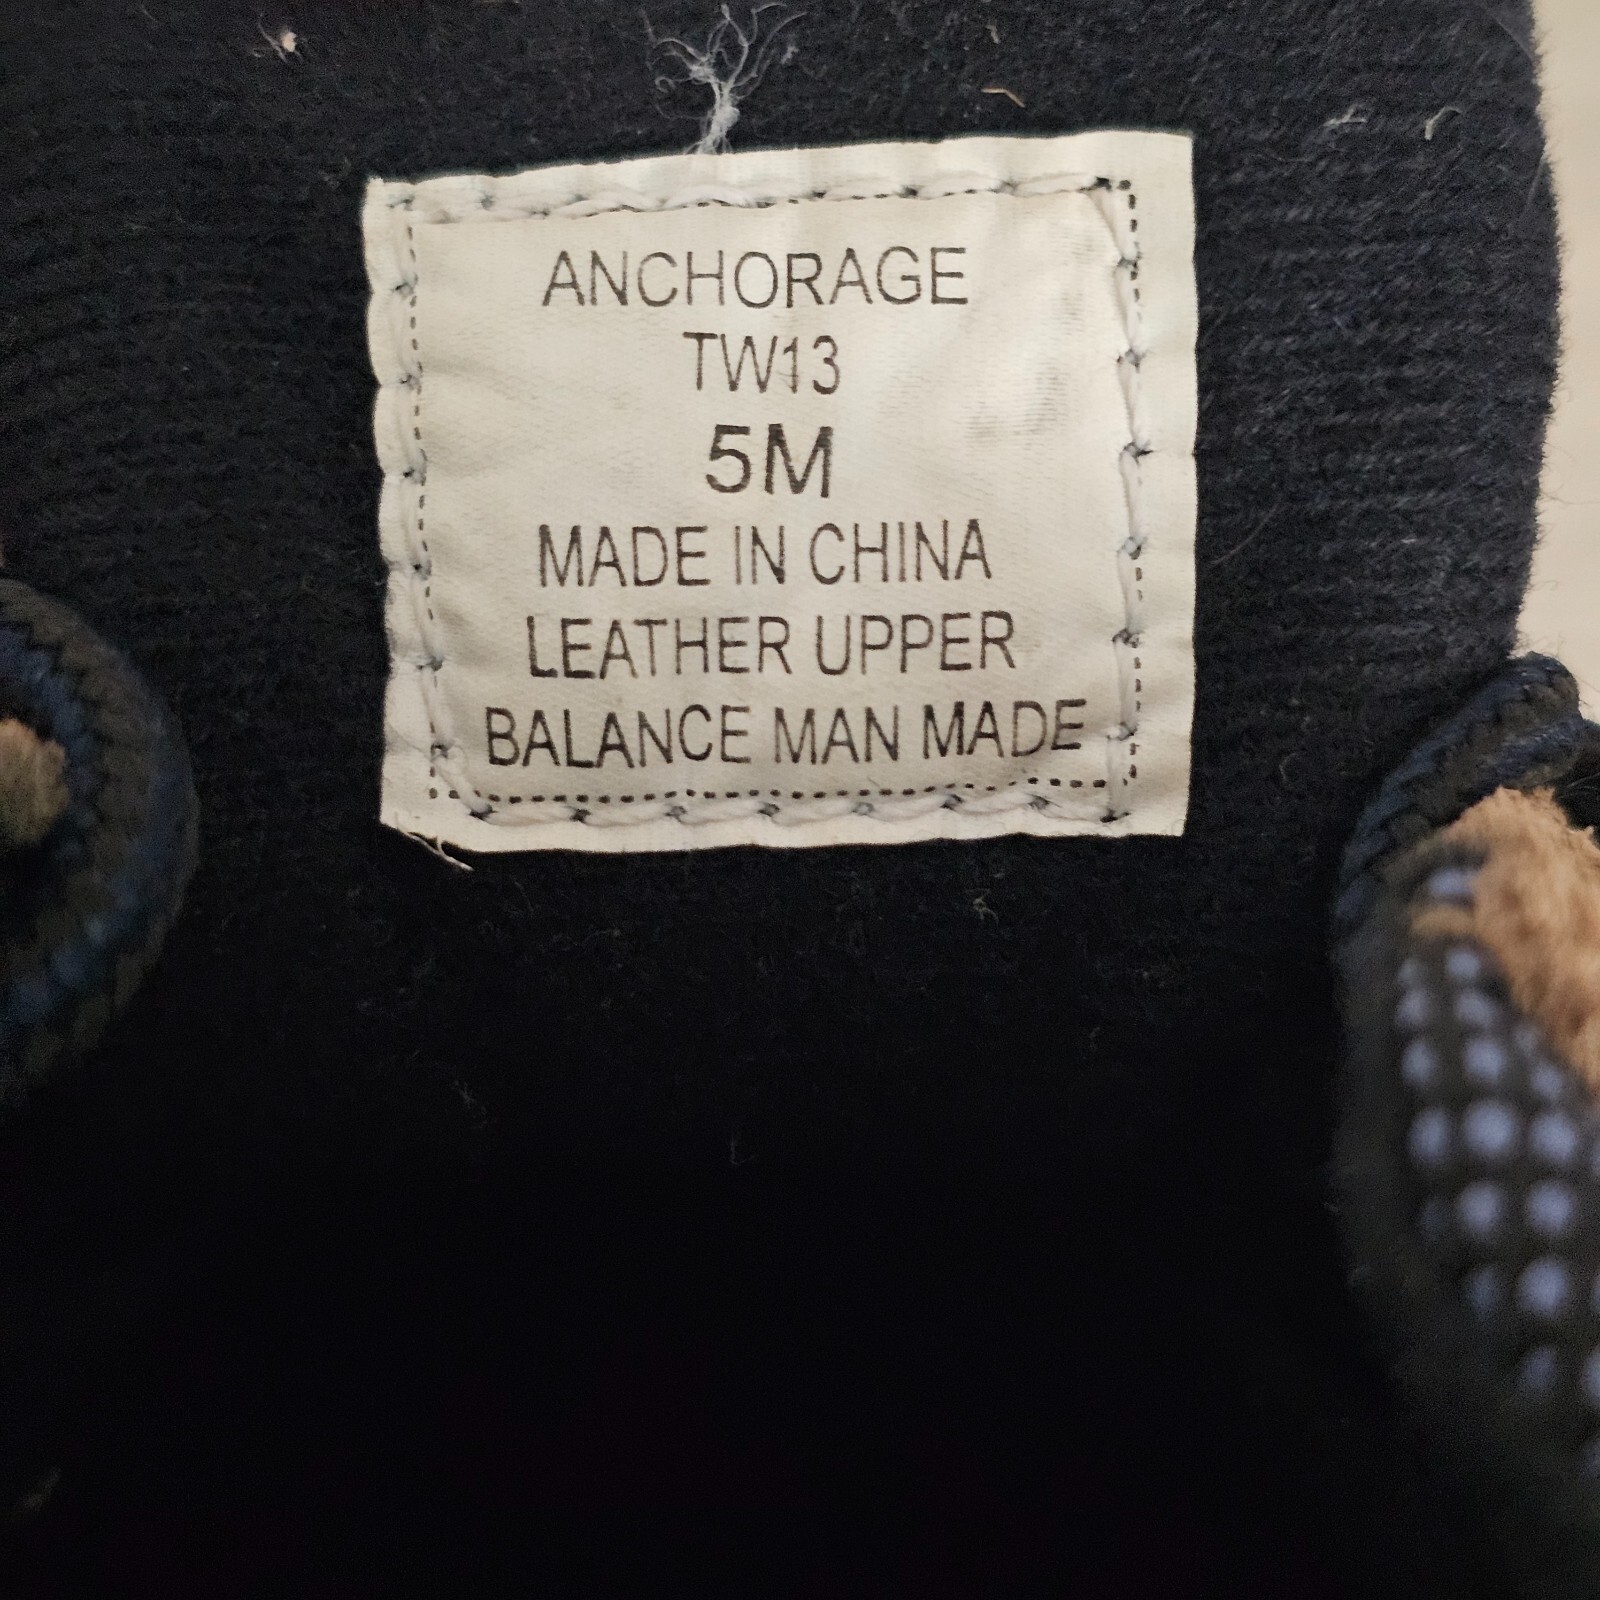 ANCHORAGE
TW13
5M
MADE IN CHINA
LEATHER UPPER
BALANCE MAN MADE